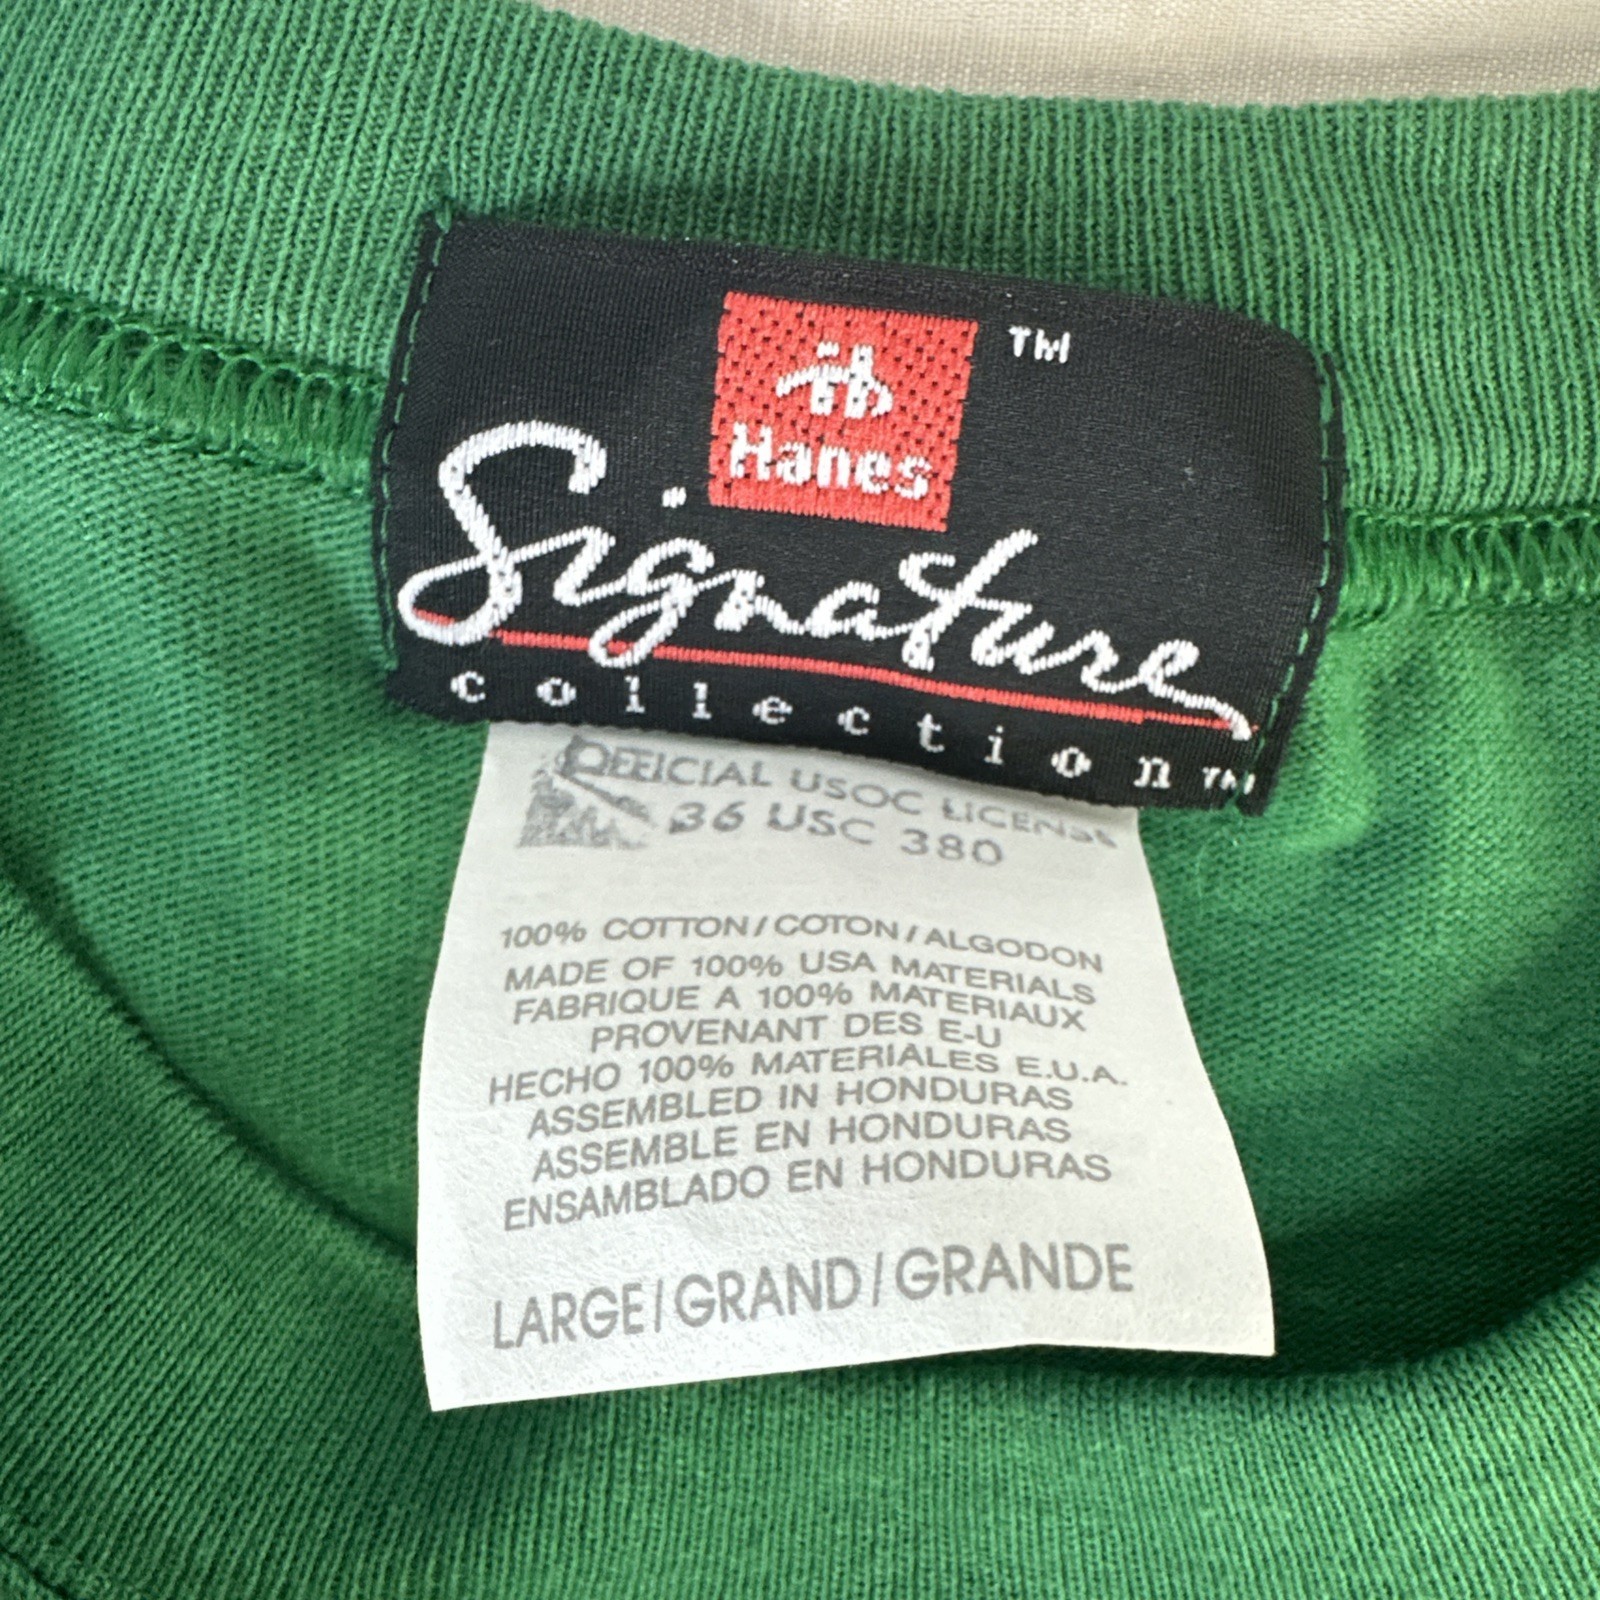 TM
Hanes
Signature
collection TM
OFFICIAL USOC LICENSE
36 USC 380
100% COTTON / COTON / ALGODON
MADE OF 100% USA MATERIALS
FABRIQUE A 100% MATERIAUX
PROVENANT DES E-U
HECHO 100% MATERIALES E.U.A.
ASSEMBLED IN HONDURAS
ASSEMBLE EN HONDURAS
ENSAMBLADO EN HONDURAS
LARGE / GRAND / GRANDE